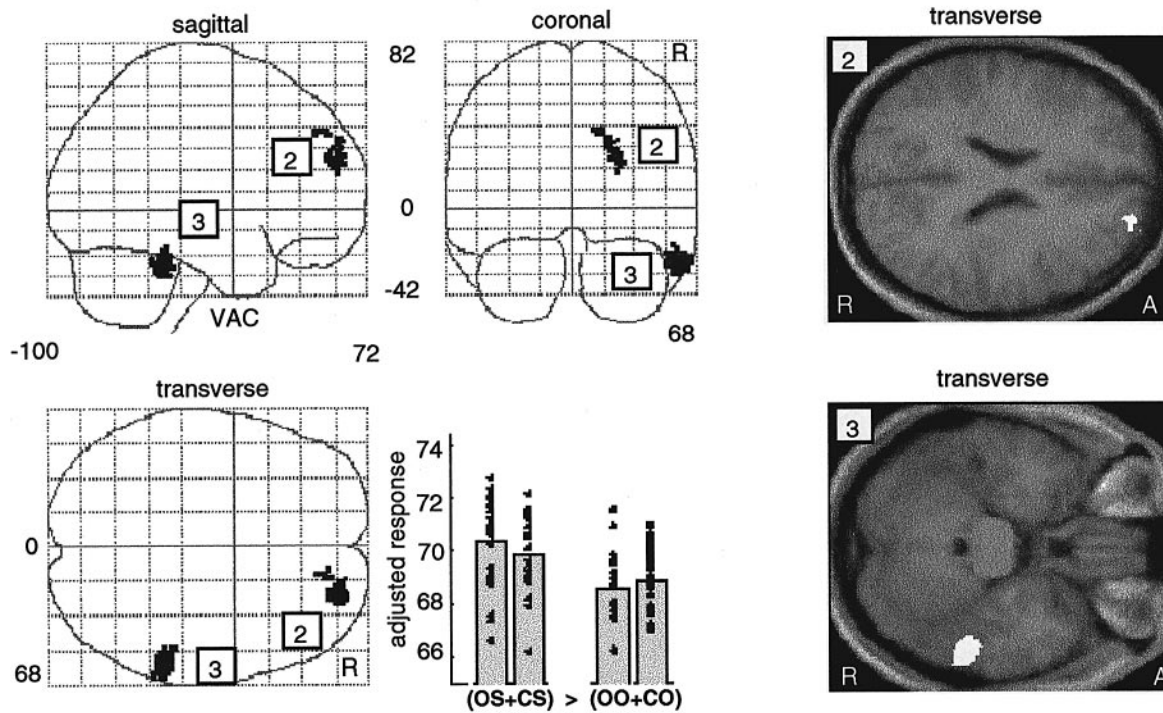 sagittal
82
2
3
0
-42
VAC
-100
72
coronal
R
2
3
68
transverse
2
R A
transverse
0
68
2
3
R
adjusted response
74
72
70
68
66
(OS+CS) > (OO+CO)
transverse
3
R A